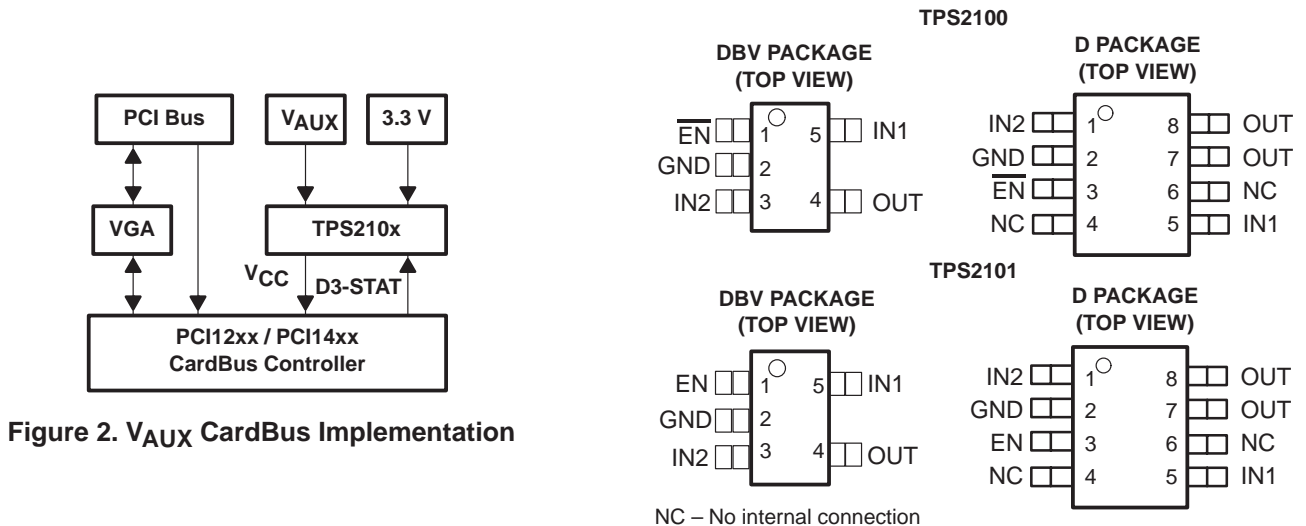 PCI Bus
VAUX
3.3 V
VGA
TPS210x
VCC
D3-STAT
PCI12xx / PCI14xx
CardBus Controller
Figure 2. VAUX CardBus Implementation
TPS2100
DBV PACKAGE
(TOP VIEW)
E̅N̅ 1 5 IN1
GND 2
IN2 3 4 OUT
D PACKAGE
(TOP VIEW)
IN2 1 8 OUT
GND 2 7 OUT
E̅N̅ 3 6 NC
NC 4 5 IN1
TPS2101
DBV PACKAGE
(TOP VIEW)
EN 1 5 IN1
GND 2
IN2 3 4 OUT
D PACKAGE
(TOP VIEW)
IN2 1 8 OUT
GND 2 7 OUT
EN 3 6 NC
NC 4 5 IN1
NC – No internal connection